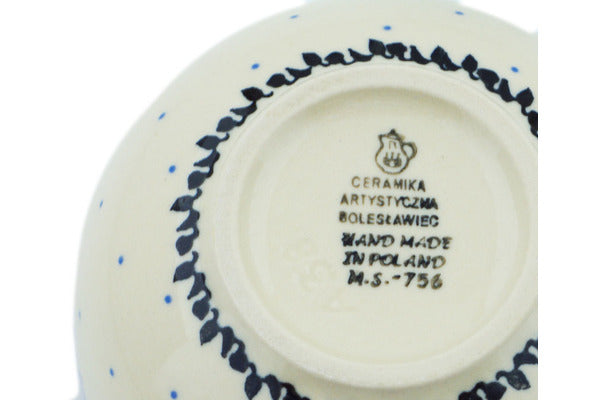 CERAMIKA
ARTYSTYCZNA
BOLESŁAWIEC
HAND MADE
IN POLAND
M.S.-756